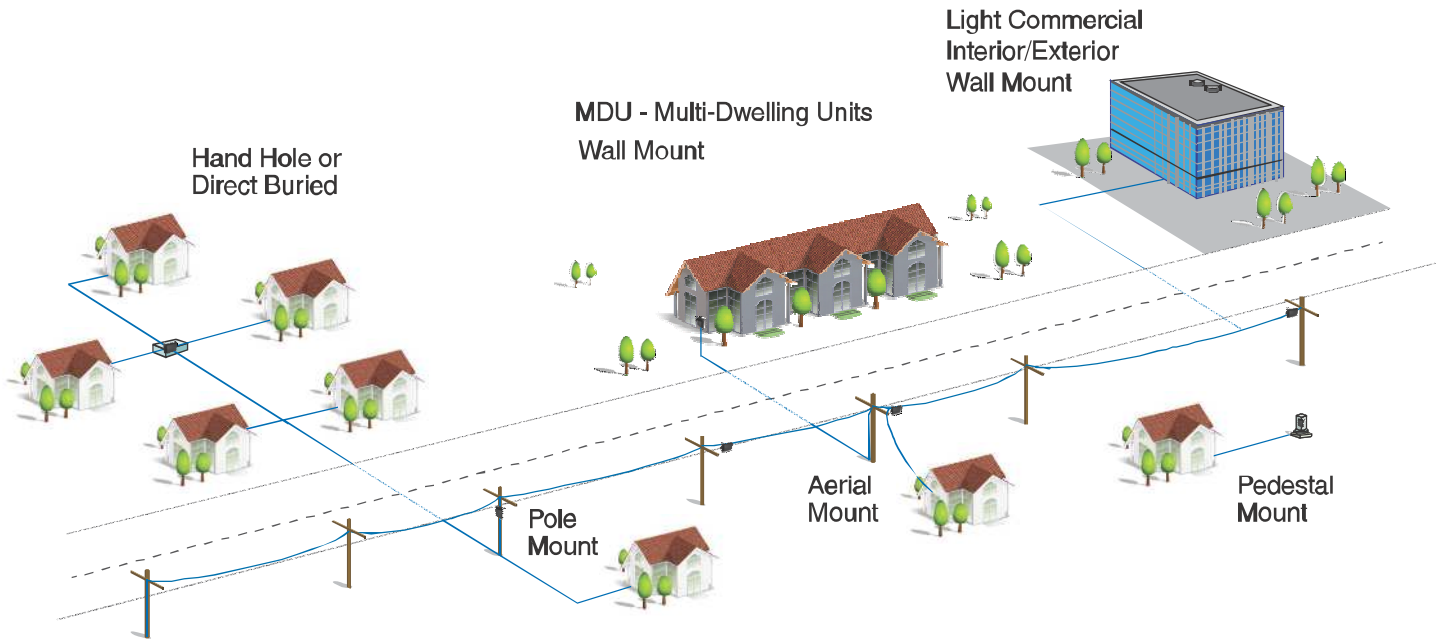 Light Commercial
Interior/Exterior
Wall Mount
MDU - Multi-Dwelling Units
Wall Mount
Hand Hole or
Direct Buried
Aerial
Mount
Pedestal
Mount
Pole
Mount